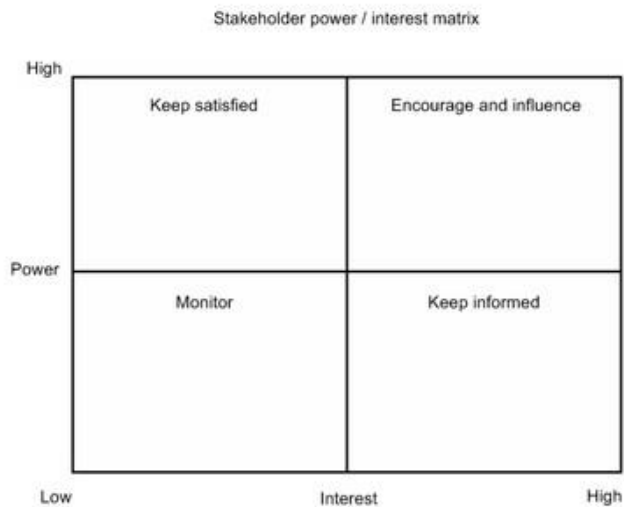 Stakeholder power / interest matrix
High
Keep satisfied
Encourage and influence
Power
Monitor
Keep informed
Low
Interest
High